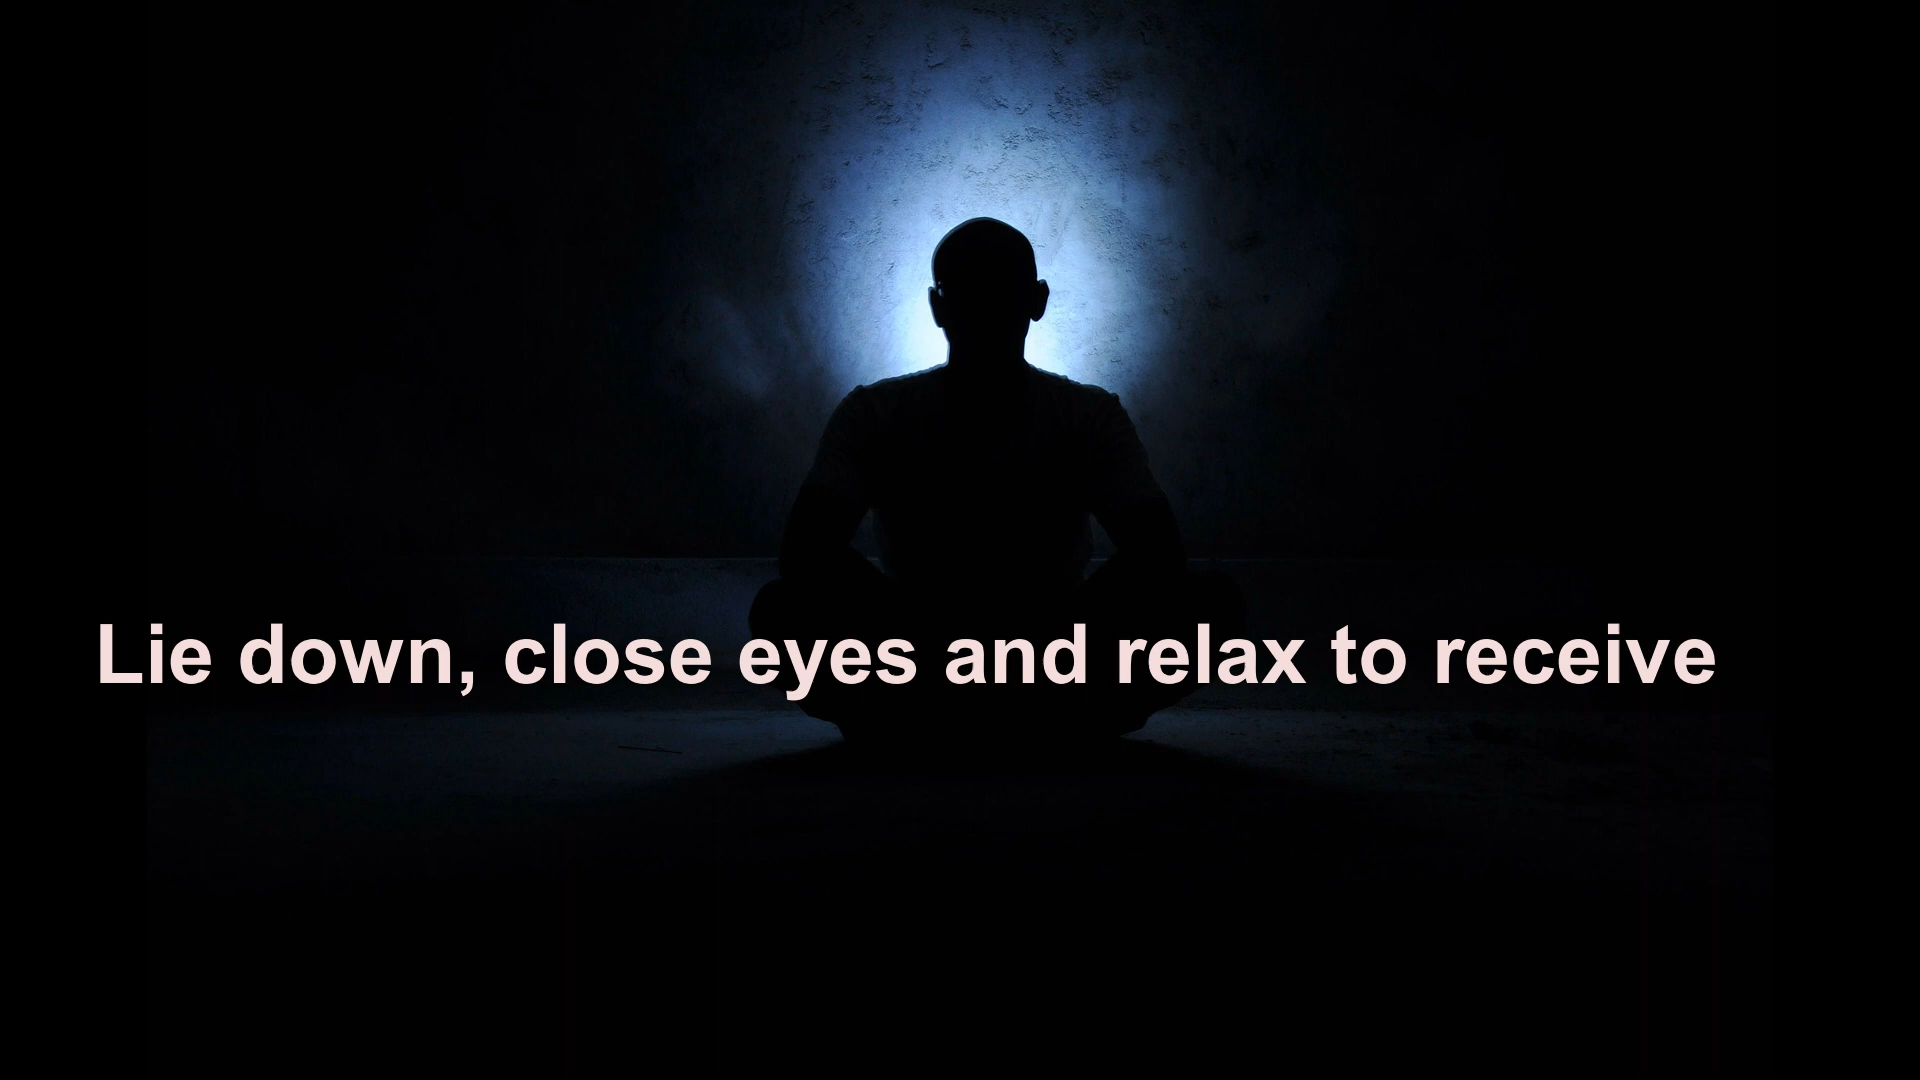 Lie down, close eyes and relax to receive